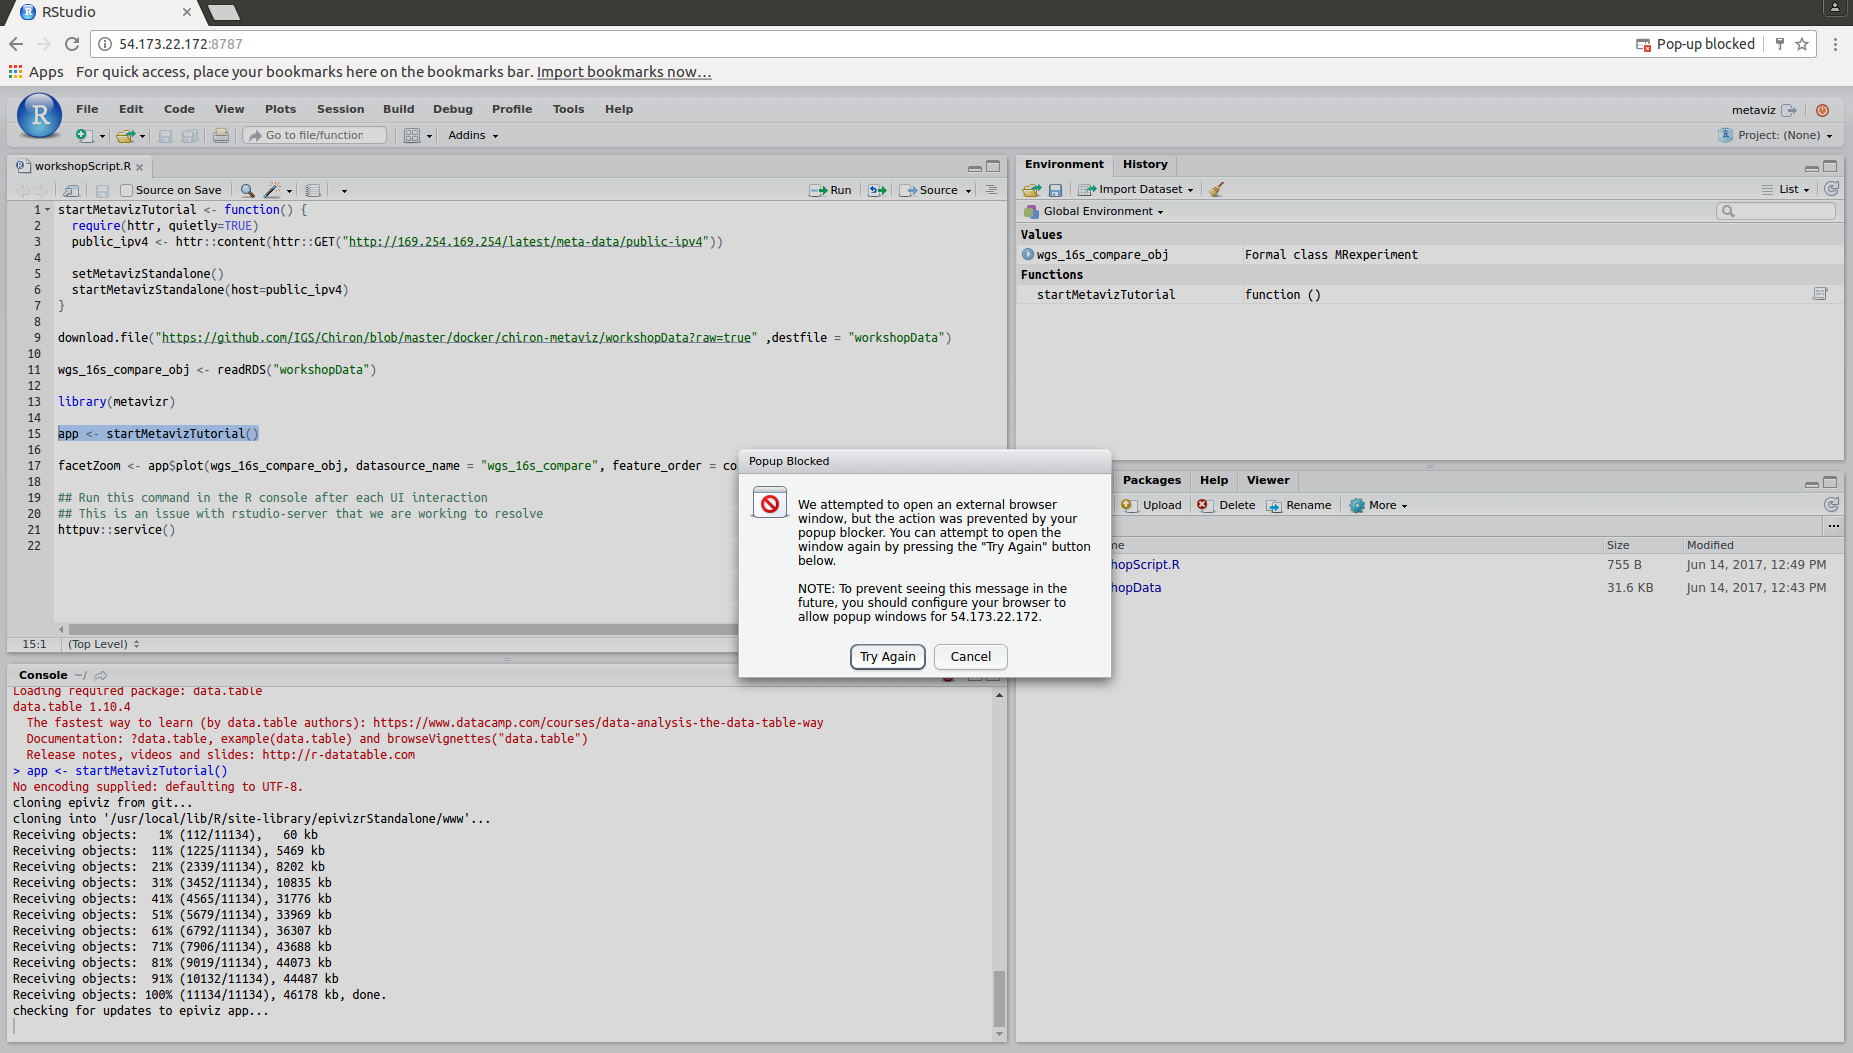 RStudio
54.173.22.172:8787
Pop-up blocked
Apps
For quick access, place your bookmarks here on the bookmarks bar. Import bookmarks now...
R
File Edit Code View Plots Session Build Debug Profile Tools Help
metaviz
Go to file/function
Addins
Project: (None)
workshopScript.R
Source on Save
Run
Source
1 startMetavizTutorial <- function() {
2 require(httr, quietly=TRUE)
3 public_ipv4 <- httr::content(httr::GET("http://169.254.169.254/latest/meta-data/public-ipv4"))
4
5 setMetavizStandalone()
6 startMetavizStandalone(host=public_ipv4)
7 }
8
9 download.file("https://github.com/IGS/Chiron/blob/master/docker/chiron-metaviz/workshopData?raw=true" ,destfile = "workshopData")
10
11 wgs_16s_compare_obj <- readRDS("workshopData")
12
13 library(metavizr)
14
15 app <- startMetavizTutorial()
16
17 facetZoom <- app$plot(wgs_16s_compare_obj, datasource_name = "wgs_16s_compare", feature_order = co
18
19 ## Run this command in the R console after each UI interaction
20 ## This is an issue with rstudio-server that we are working to resolve
21 httpuv::service()
22
15:1
(Top Level)
Console ~/
Loading required package: data.table
data.table 1.10.4
The fastest way to learn (by data.table authors): https://www.datacamp.com/courses/data-analysis-the-data-table-way
Documentation: ?data.table, example(data.table) and browseVignettes("data.table")
Release notes, videos and slides: http://r-datatable.com
> app <- startMetavizTutorial()
No encoding supplied: defaulting to UTF-8.
cloning epiviz from git...
cloning into '/usr/local/lib/R/site-library/epivizrStandalone/www'...
Receiving objects:   1% (112/11134),   60 kb
Receiving objects:  11% (1225/11134), 5469 kb
Receiving objects:  21% (2339/11134), 8202 kb
Receiving objects:  31% (3452/11134), 10835 kb
Receiving objects:  41% (4565/11134), 31776 kb
Receiving objects:  51% (5679/11134), 33969 kb
Receiving objects:  61% (6792/11134), 36307 kb
Receiving objects:  71% (7906/11134), 43688 kb
Receiving objects:  81% (9019/11134), 44073 kb
Receiving objects:  91% (10132/11134), 44487 kb
Receiving objects: 100% (11134/11134), 46178 kb, done.
checking for updates to epiviz app...
Popup Blocked
We attempted to open an external browser
window, but the action was prevented by your
popup blocker. You can attempt to open the
window again by pressing the "Try Again" button
below.
NOTE: To prevent seeing this message in the
future, you should configure your browser to
allow popup windows for 54.173.22.172.
Try Again
Cancel
Environment History
Import Dataset
List
Global Environment
Values
wgs_16s_compare_obj Formal class MRexperiment
Functions
startMetavizTutorial function ()
Packages Help Viewer
Upload Delete Rename More
...
me Size Modified
hopScript.R 755 B Jun 14, 2017, 12:49 PM
hopData 31.6 KB Jun 14, 2017, 12:43 PM